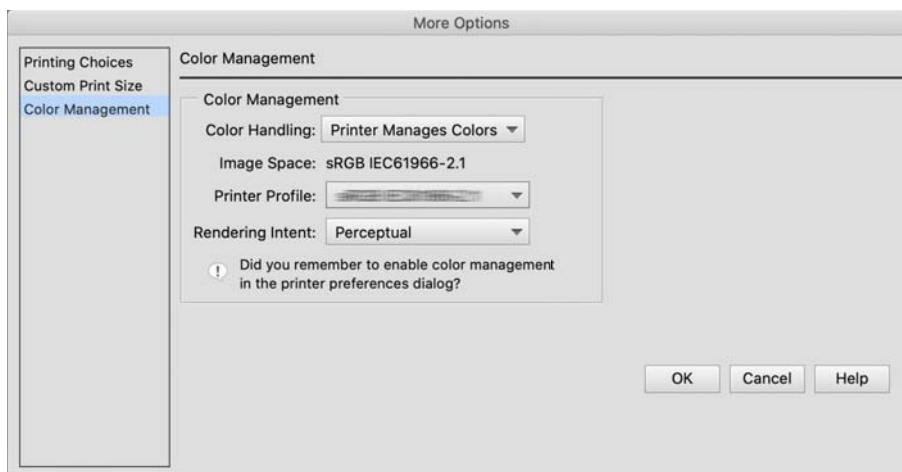 More Options
Printing Choices
Custom Print Size
Color Management
Color Management
Color Management
Color Handling: Printer Manages Colors
Image Space: sRGB IEC61966-2.1
Printer Profile:
Rendering Intent: Perceptual
! Did you remember to enable color management
in the printer preferences dialog?
OK Cancel Help